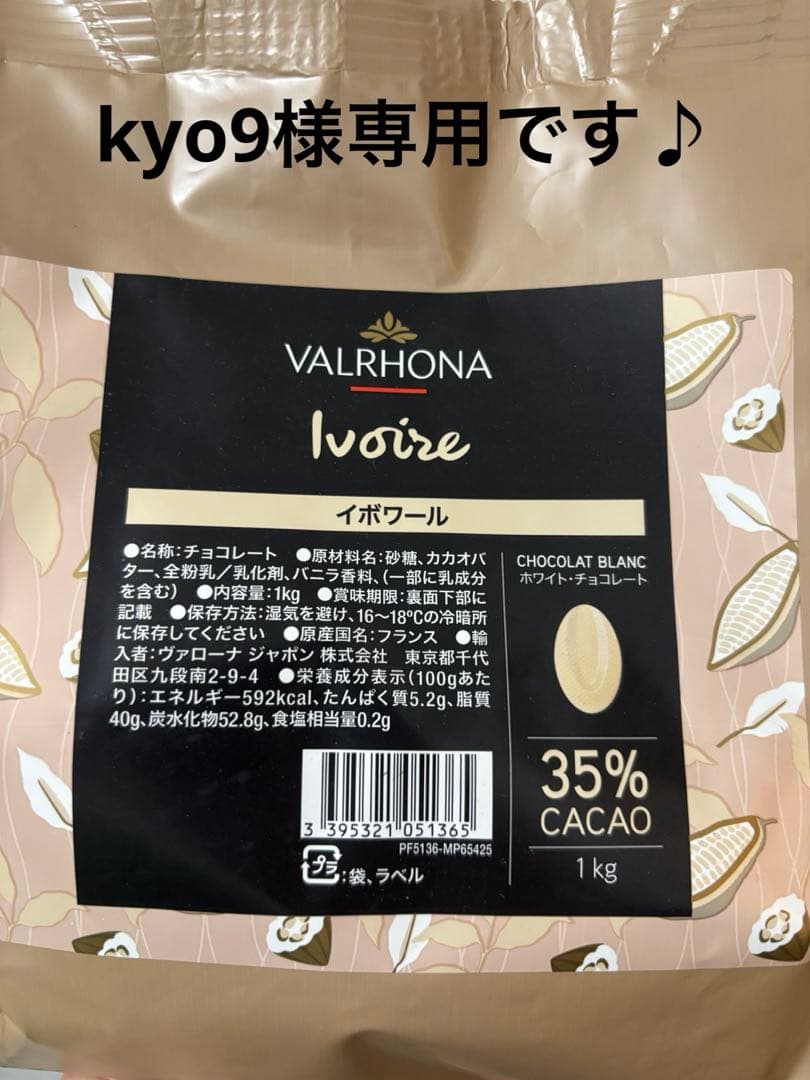 kyo9様専用です♪
VALRHONA
Ivoire
イボワール
●名称：チョコレート ●原材料名：砂糖、カカオバ
ター、全粉乳／乳化剤、バニラ香料、（一部に乳成分
を含む） ●内容量：1kg ●賞味期限：裏面下部に
記載 ●保存方法：湿気を避け、16～18℃の冷暗所
に保存してください ●原産国名：フランス ●輸
入者：ヴァローナ ジャポン 株式会社 東京都千代
田区九段南2-9-4 ●栄養成分表示（100gあた
り）：エネルギー592kcal、たんぱく質5.2g、脂質
40g、炭水化物52.8g、食塩相当量0.2g
3 395321 051365
PF5136-MP65425
プラ：袋、ラベル
CHOCOLAT BLANC
ホワイト・チョコレート
35%
CACAO
1kg